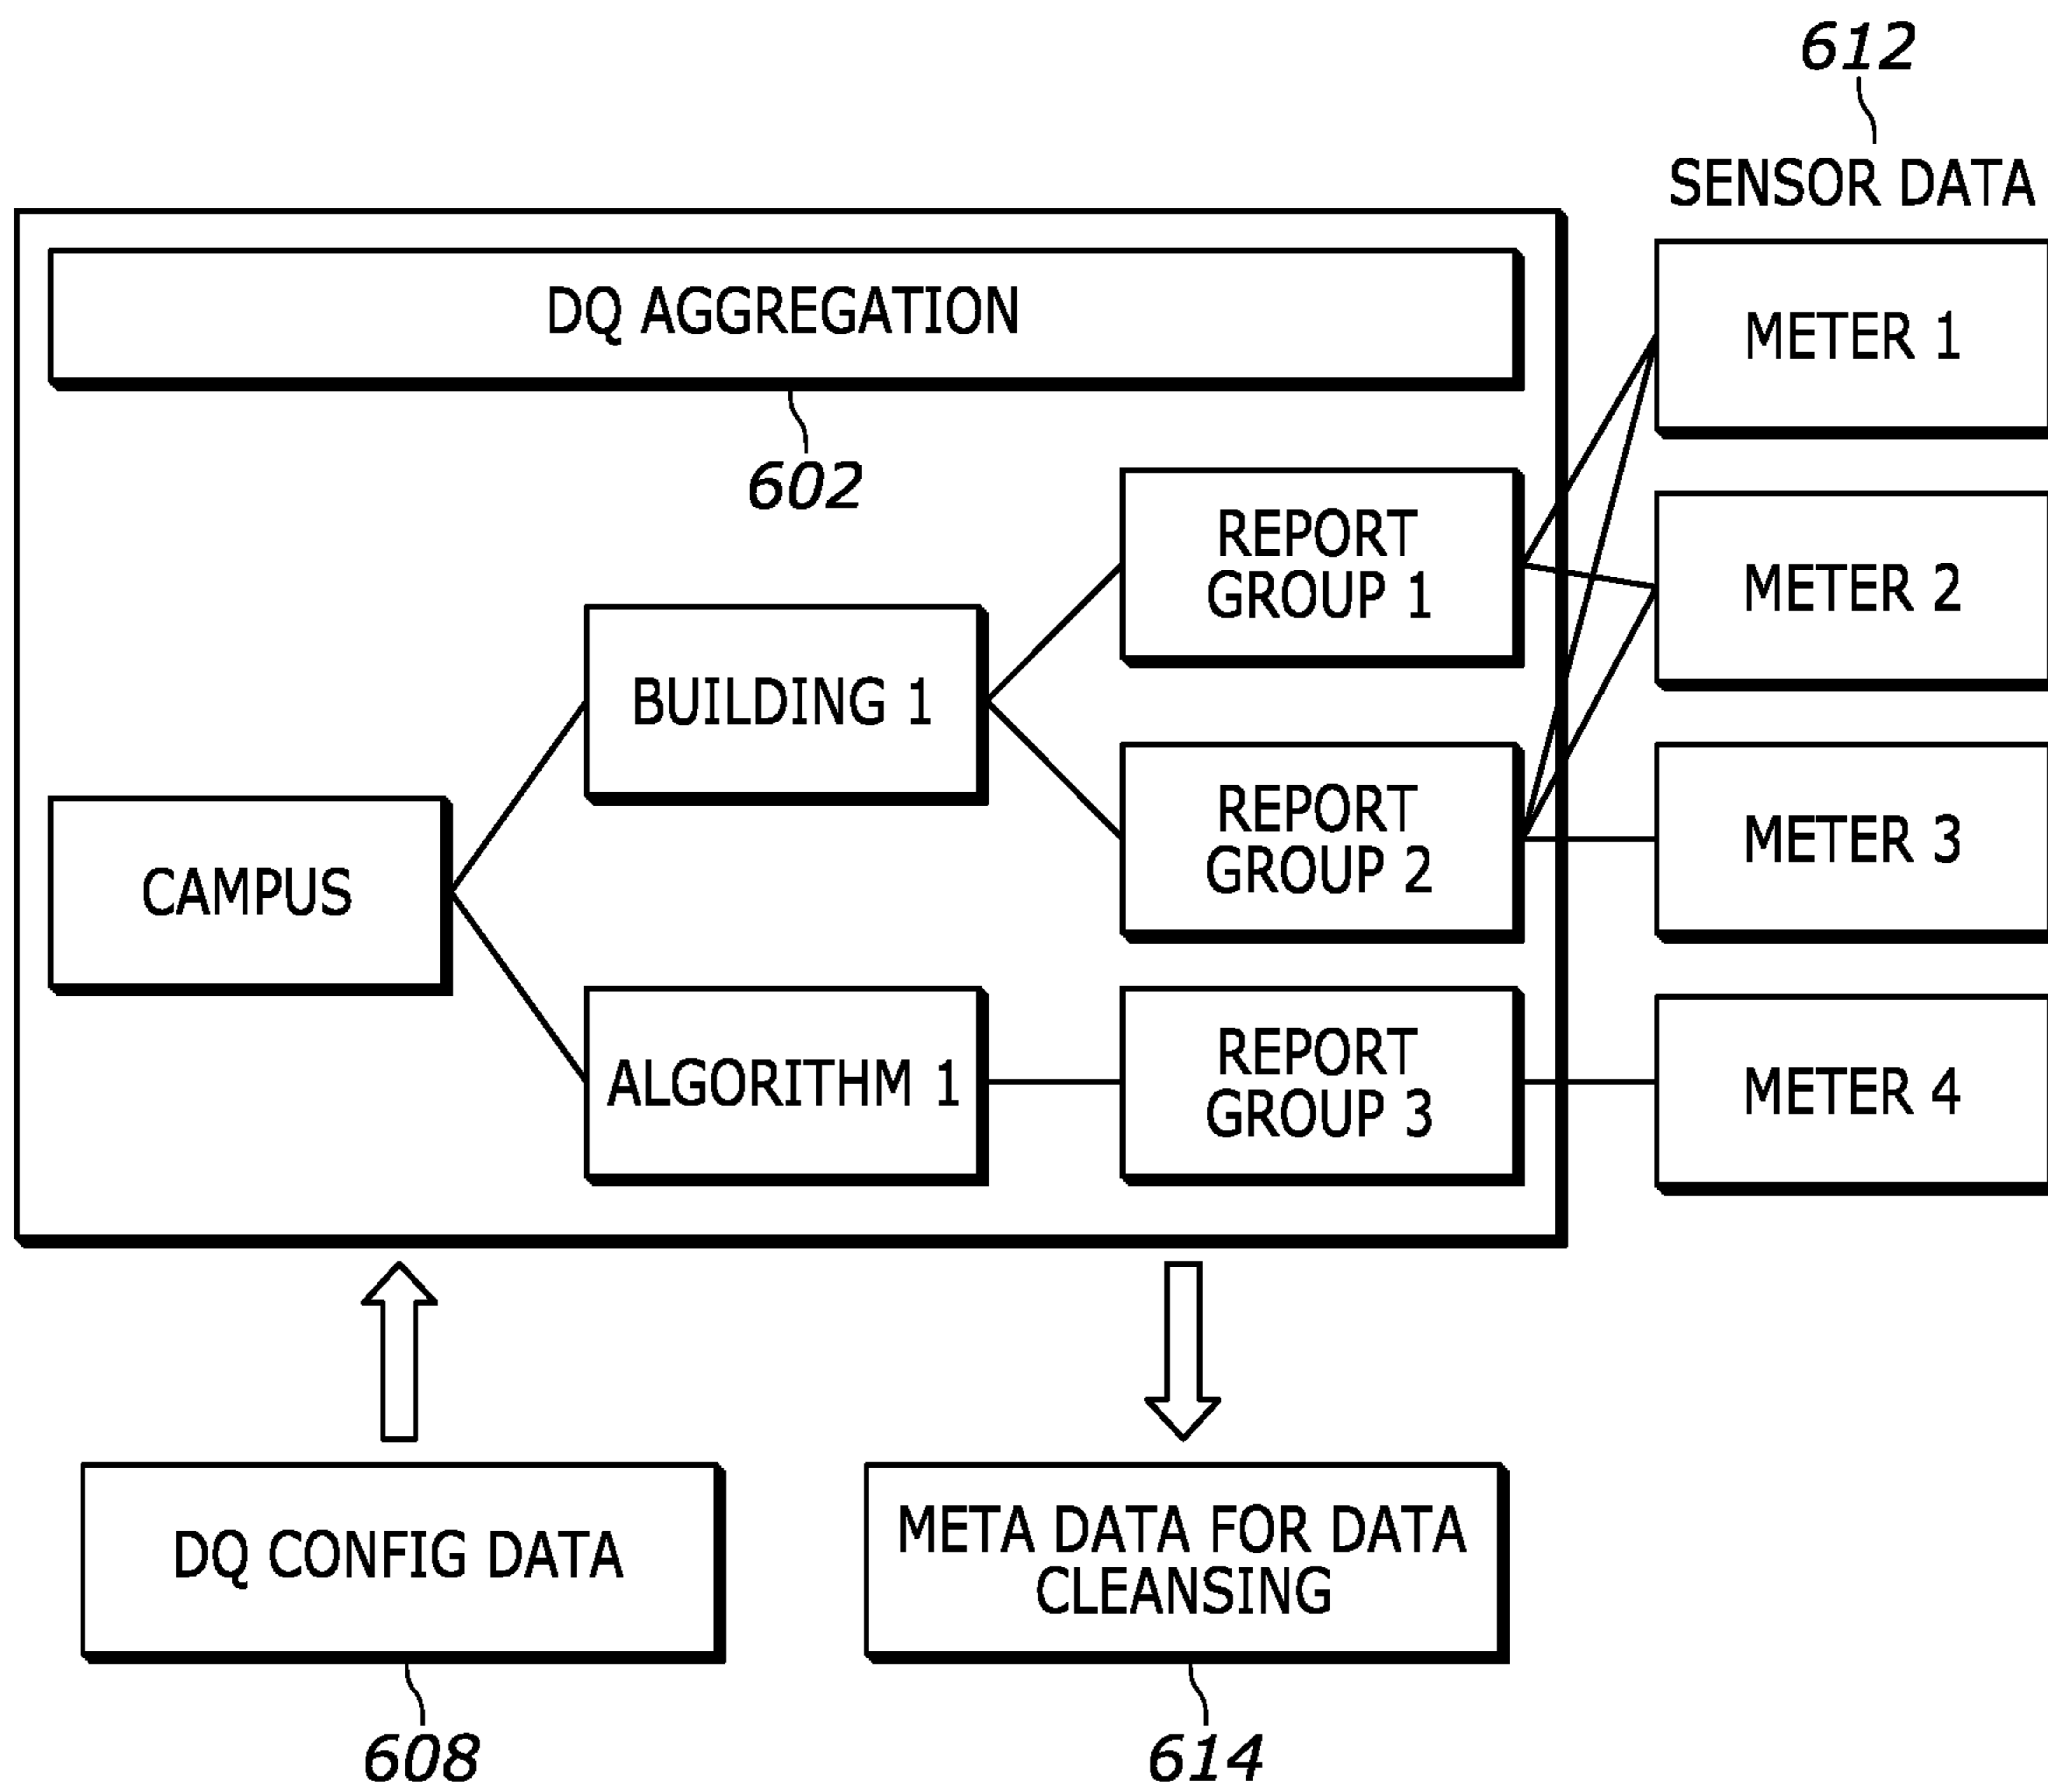 612
SENSOR DATA
DQ AGGREGATION
602
METER 1
REPORT
GROUP 1
METER 2
BUILDING 1
REPORT
GROUP 2
METER 3
CAMPUS
ALGORITHM 1
REPORT
GROUP 3
METER 4
DQ CONFIG DATA
META DATA FOR DATA
CLEANSING
608
614